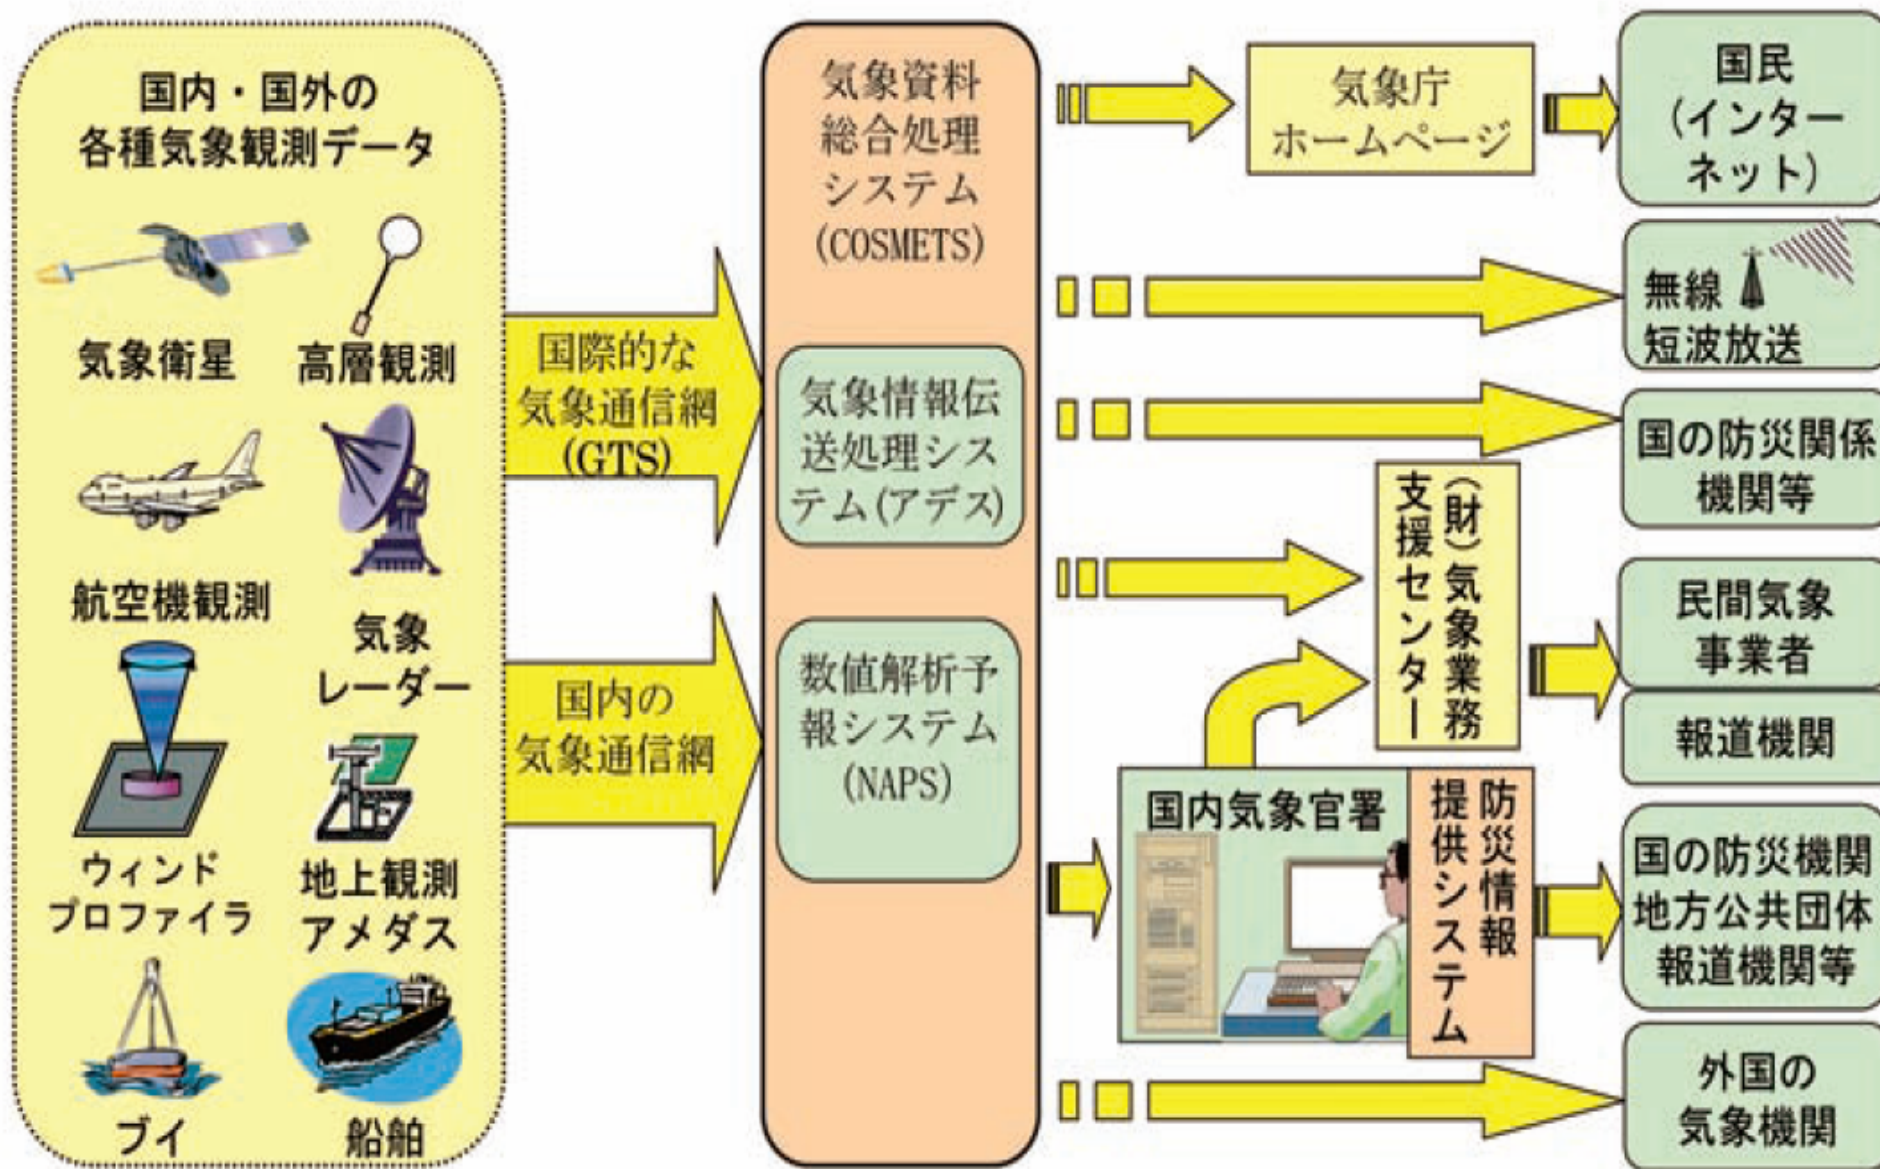 国内・国外の
各種気象観測データ
気象衛星
高層観測
航空機観測
気象
レーダー
ウィンド
プロファイラ
地上観測
アメダス
ブイ
船舶
国際的な
気象通信網
(GTS)
国内の
気象通信網
気象資料
総合処理
システム
(COSMETS)
気象情報伝
送処理シス
テム(アデス)
数値解析予
報システム
(NAPS)
気象庁
ホームページ
(財)気象業務
支援センター
国内気象官署
防災情報
提供システム
国民
(インター
ネット)
無線
短波放送
国の防災関係
機関等
民間気象
事業者
報道機関
国の防災機関
地方公共団体
報道機関等
外国の
気象機関